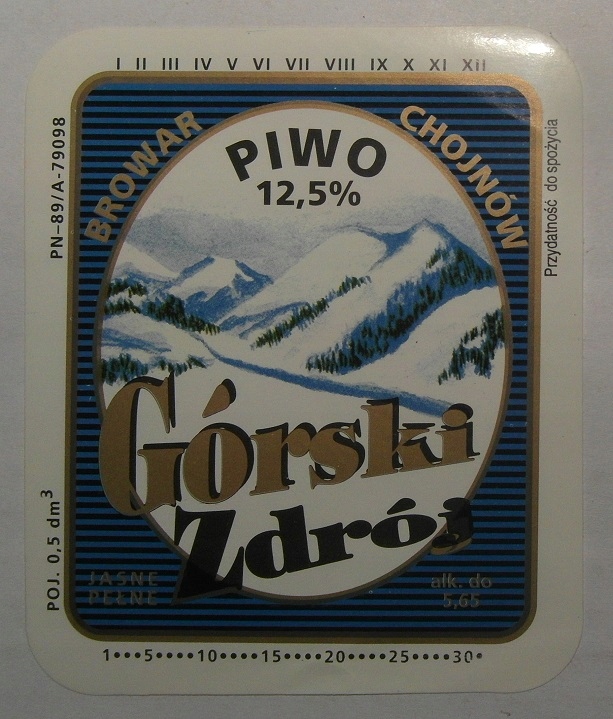 I II III IV V VI VII VIII IX X XI XII
BROWAR
CHOJNÓW
PIWO
12,5%
PN-89/A-79098
Przydatność do spożycia
Górski
Zdrój
POJ. 0,5 dm³
JASNE
PEŁNE
alk. do
5,65
1•••5••••10••••15••••20••••25••••30•